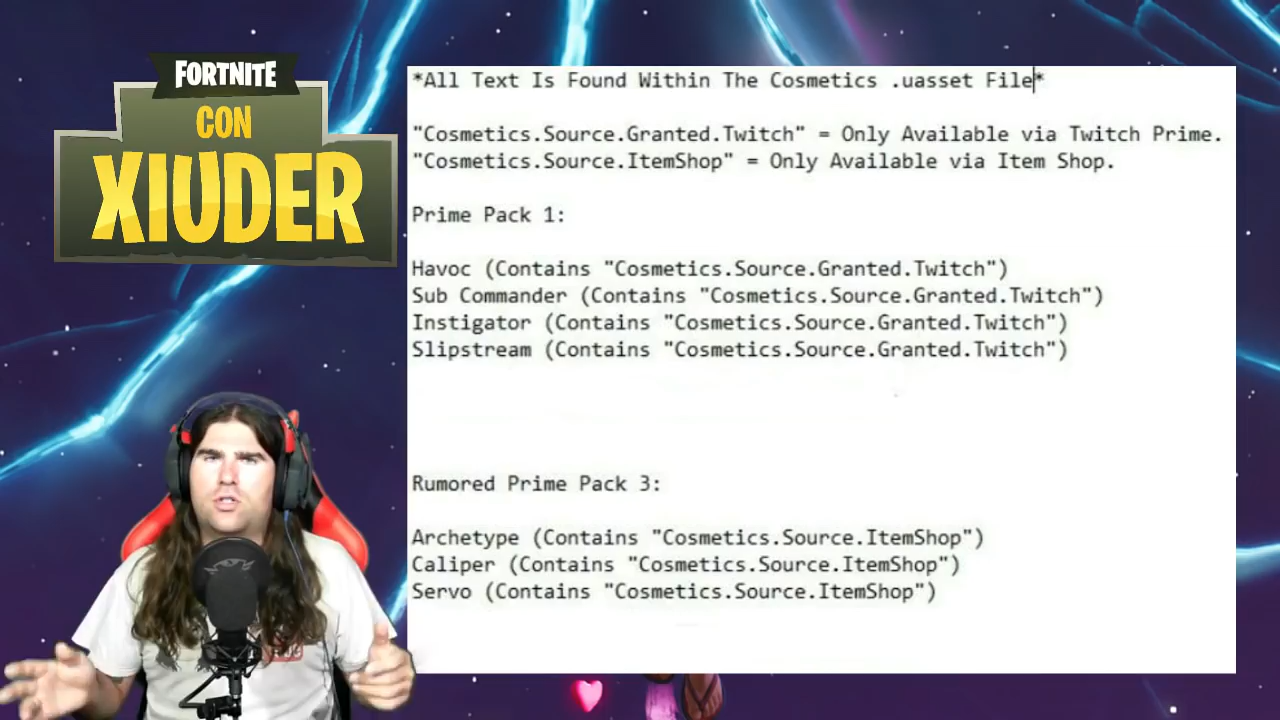 FORTNITE
CON
XIUDER
*All Text Is Found Within The Cosmetics .uasset File*
"Cosmetics.Source.Granted.Twitch" = Only Available via Twitch Prime.
"Cosmetics.Source.ItemShop" = Only Available via Item Shop.
Prime Pack 1:
Havoc (Contains "Cosmetics.Source.Granted.Twitch")
Sub Commander (Contains "Cosmetics.Source.Granted.Twitch")
Instigator (Contains "Cosmetics.Source.Granted.Twitch")
Slipstream (Contains "Cosmetics.Source.Granted.Twitch")
Rumored Prime Pack 3:
Archetype (Contains "Cosmetics.Source.ItemShop")
Caliper (Contains "Cosmetics.Source.ItemShop")
Servo (Contains "Cosmetics.Source.ItemShop")